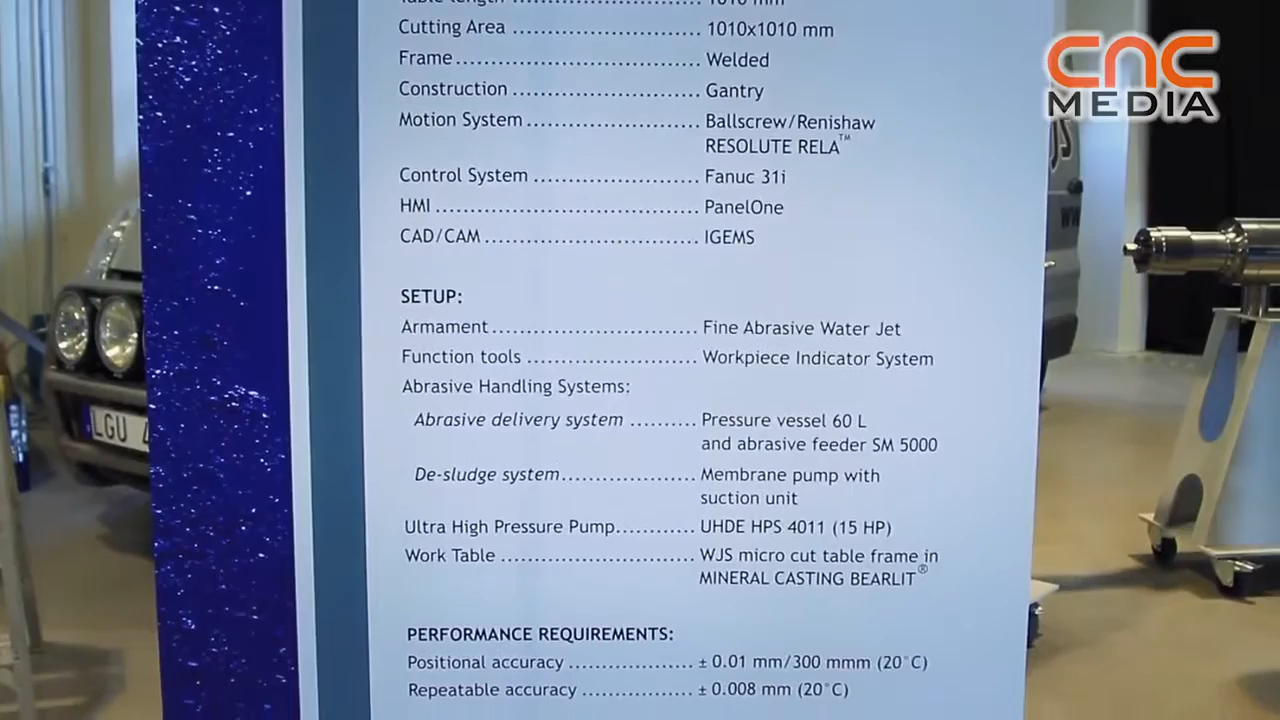 Table length ........ 1010 mm
Cutting Area ........ 1010x1010 mm
Frame ........ Welded
Construction ........ Gantry
Motion System ........ Ballscrew/Renishaw
RESOLUTE RELA™
Control System ........ Fanuc 31i
HMI ........ PanelOne
CAD/CAM ........ IGEMS
SETUP:
Armament ........ Fine Abrasive Water Jet
Function tools ........ Workpiece Indicator System
Abrasive Handling Systems:
Abrasive delivery system ........ Pressure vessel 60 L
and abrasive feeder SM 5000
De-sludge system ........ Membrane pump with
suction unit
Ultra High Pressure Pump ........ UHDE HPS 4011 (15 HP)
Work Table ........ WJS micro cut table frame in
MINERAL CASTING BEARLIT®
PERFORMANCE REQUIREMENTS:
Positional accuracy ........ ± 0.01 mm/300 mmm (20°C)
Repeatable accuracy ........ ± 0.008 mm (20°C)
cnc
MEDIA
LGU